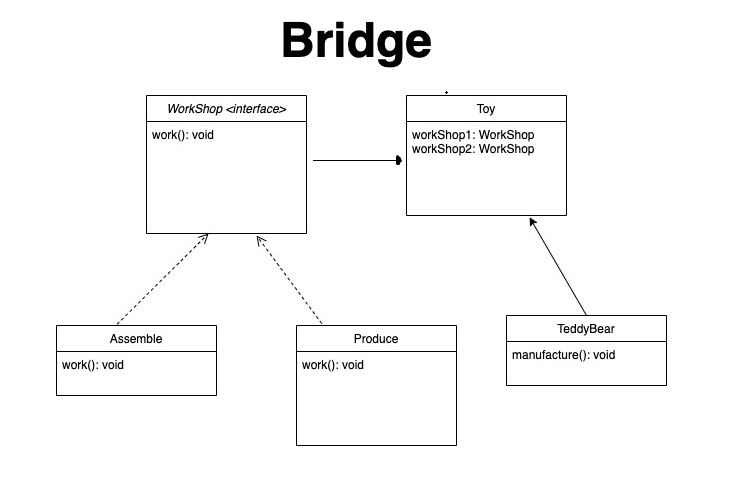 Bridge
WorkShop <interface>
work(): void
Toy
workShop1: WorkShop
workShop2: WorkShop
Assemble
work(): void
Produce
work(): void
TeddyBear
manufacture(): void